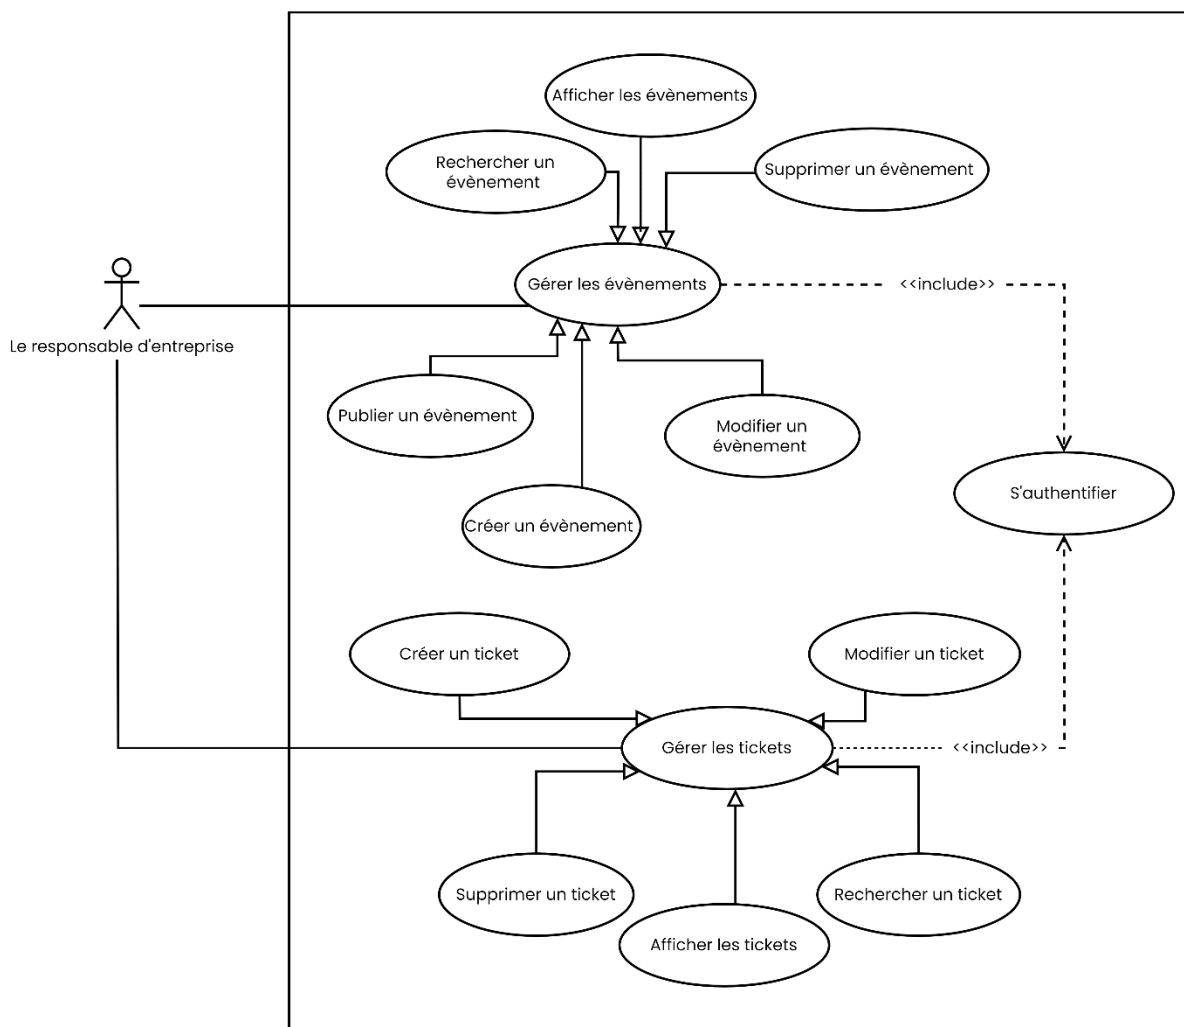 Afficher les évènements
Rechercher un
évènement
Supprimer un évènement
Gérer les évènements
<<include>>
Le responsable d'entreprise
Publier un évènement
Modifier un
évènement
S'authentifier
Créer un évènement
Créer un ticket
Modifier un ticket
Gérer les tickets
<<include>>
Supprimer un ticket
Rechercher un ticket
Afficher les tickets